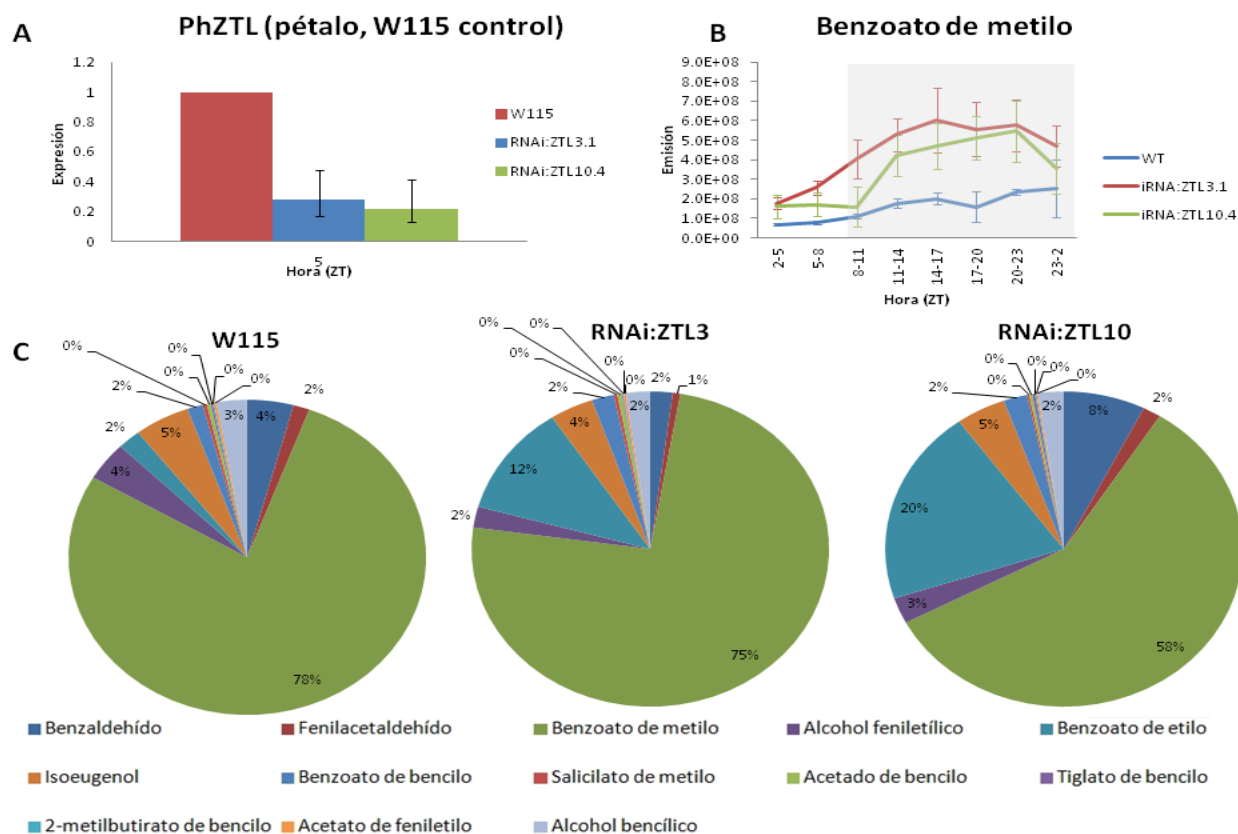 A
PhZTL (pétalo, W115 control)
1.2
1
0.8
0.6
0.4
0.2
0
Expresión
5
Hora (ZT)
W115
RNAi:ZTL3.1
RNAi:ZTL10.4
B
Benzoato de metilo
9.0E+08
8.0E+08
7.0E+08
6.0E+08
5.0E+08
4.0E+08
3.0E+08
2.0E+08
1.0E+08
0.0E+00
Emisión
2-5
5-8
8-11
11-14
14-17
17-20
20-23
23-2
Hora (ZT)
WT
iRNA:ZTL3.1
iRNA:ZTL10.4
C
W115
0%
0%
0%
0%
0%
2%
2%
5%
4%
3%
4%
2%
78%
RNAi:ZTL3
0%
0%
0%
0%
0%
2%
4%
12%
2%
2%
2%
1%
75%
RNAi:ZTL10
0%
0%
0%
0%
0%
2%
5%
20%
3%
2%
8%
2%
58%
Benzaldehído
Fenilacetaldehído
Benzoato de metilo
Alcohol feniletílico
Benzoato de etilo
Isoeugenol
Benzoato de bencilo
Salicilato de metilo
Acetado de bencilo
Tiglato de bencilo
2-metilbutirato de bencilo
Acetato de feniletilo
Alcohol bencílico